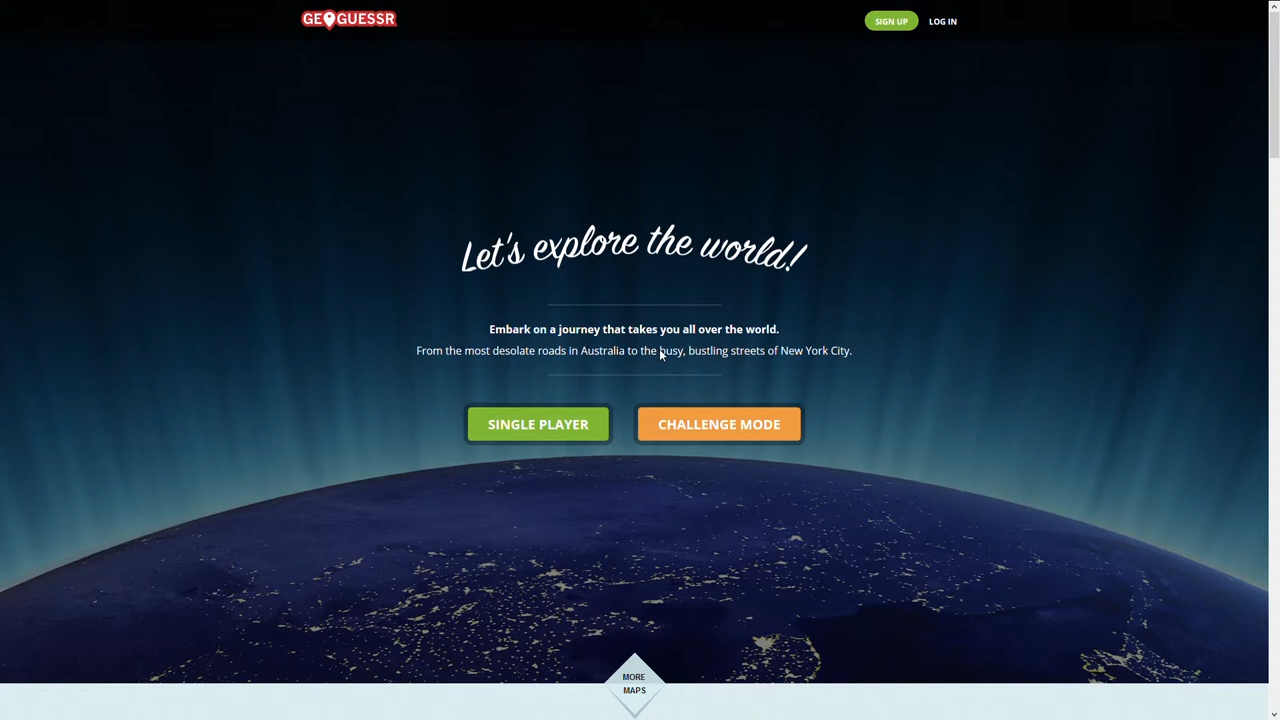 GEOGUESSR
SIGN UP
LOG IN
Let's explore the world!
Embark on a journey that takes you all over the world.
From the most desolate roads in Australia to the busy, bustling streets of New York City.
SINGLE PLAYER
CHALLENGE MODE
MORE
MAPS